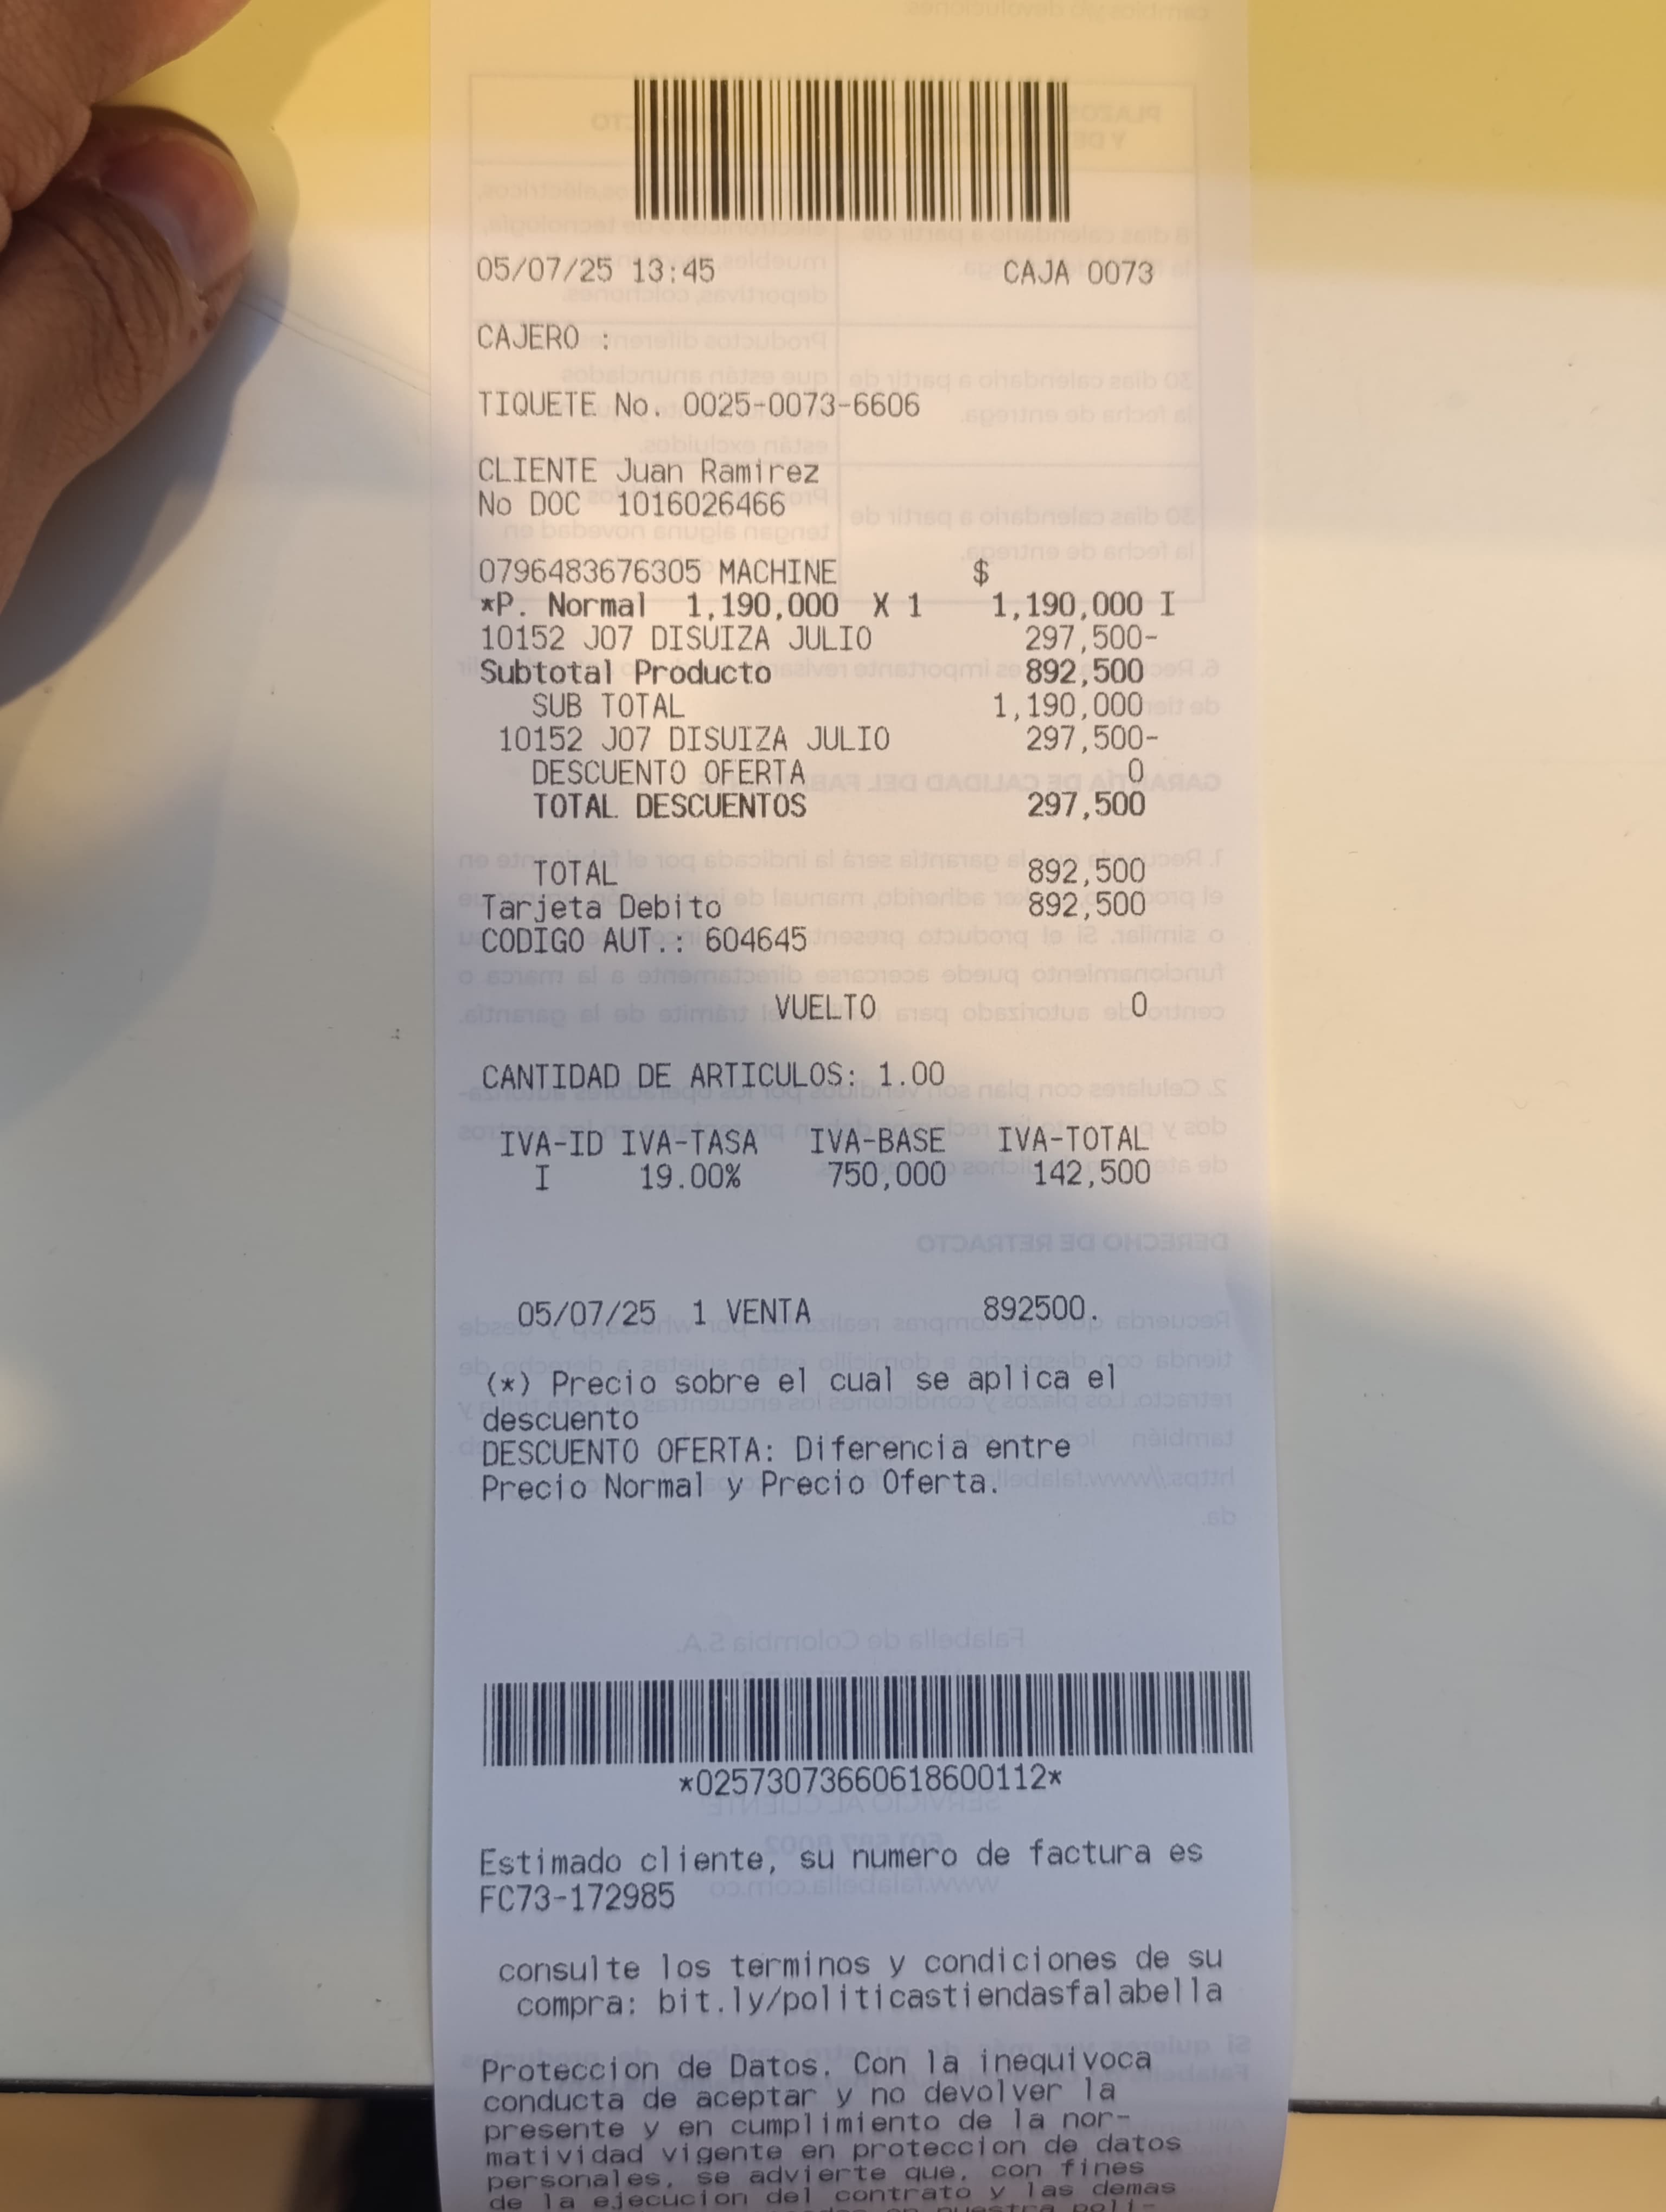 05/07/25 13:45 CAJA 0073
CAJERO :
TIQUETE No. 0025-0073-6606
CLIENTE Juan Ramirez
No DOC 1016026466
0796483676305 MACHINE $
*P. Normal 1,190,000 X 1 1,190,000 I
10152 J07 DISUIZA JULIO 297,500-
Subtotal Producto 892,500
SUB TOTAL 1,190,000
10152 J07 DISUIZA JULIO 297,500-
DESCUENTO OFERTA 0
TOTAL DESCUENTOS 297,500
TOTAL 892,500
Tarjeta Debito 892,500
CODIGO AUT.: 604645
VUELTO 0
CANTIDAD DE ARTICULOS: 1.00
IVA-ID IVA-TASA IVA-BASE IVA-TOTAL
I 19.00% 750,000 142,500
05/07/25 1 VENTA 892500.
(*) Precio sobre el cual se aplica el
descuento
DESCUENTO OFERTA: Diferencia entre
Precio Normal y Precio Oferta.
*02573073660618600112*
Estimado cliente, su numero de factura es
FC73-172985
consulte los terminos y condiciones de su
compra: bit.ly/politicastiendasfalabella
Proteccion de Datos. Con la inequivoca
conducta de aceptar y no devolver la
presente y en cumplimiento de la nor-
matividad vigente en proteccion de datos
personales, se advierte que, con fines
de la ejecucion del contrato y las demas